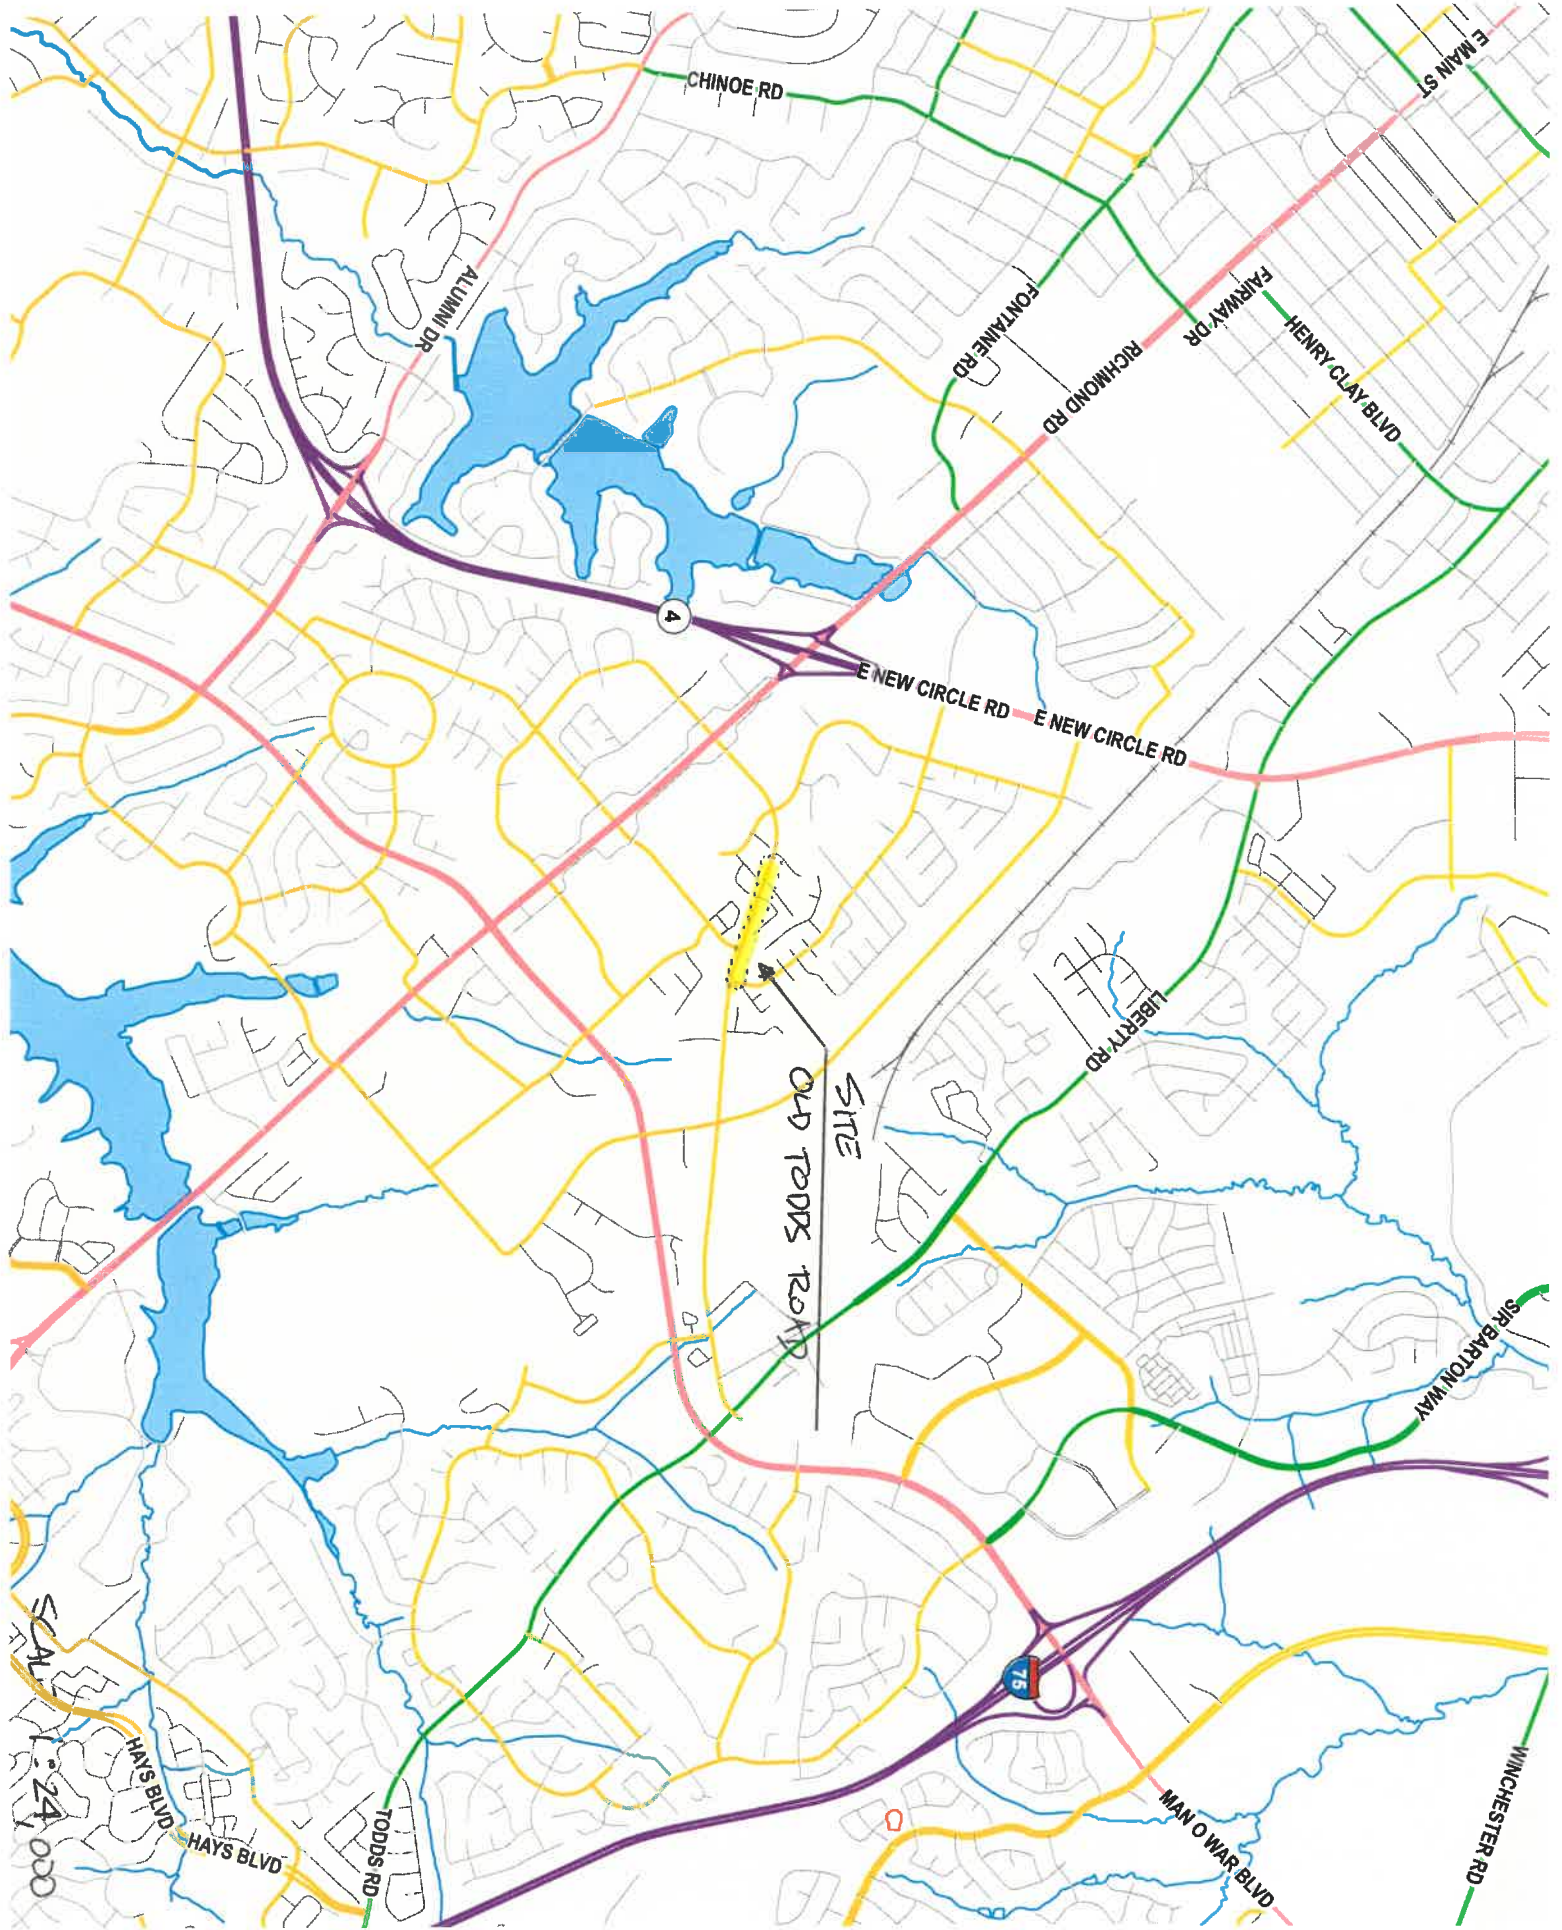 E MAIN ST
CHINOE RD
ALUMNI DR
FONTAINE RD
FAIRWAY DR
HENRY CLAY BLVD
RICHMOND RD
4
E NEW CIRCLE RD
E NEW CIRCLE RD
LIBERTY RD
SITE
OLD TODDS ROAD
SIR BARTON WAY
75
SCALE
1:24,000
HAYS BLVD
HAYS BLVD
TODDS RD
MAN O WAR BLVD
WINCHESTER RD